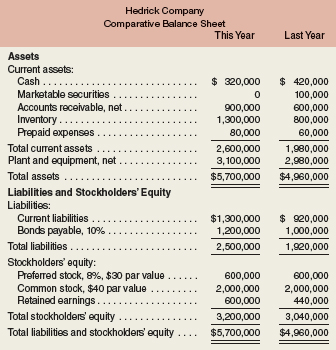 Hedrick Company
Comparative Balance Sheet
This Year Last Year
Assets
Current assets:
Cash . . . . . . . . . . . . . . . . . . . . . . . . . . . . . . $ 320,000 $ 420,000
Marketable securities . . . . . . . . . . . . . . . . 0 100,000
Accounts receivable, net . . . . . . . . . . . . . . 900,000 600,000
Inventory . . . . . . . . . . . . . . . . . . . . . . . . . . 1,300,000 800,000
Prepaid expenses . . . . . . . . . . . . . . . . . . . 80,000 60,000
Total current assets . . . . . . . . . . . . . . . . . . . 2,600,000 1,980,000
Plant and equipment, net . . . . . . . . . . . . . . . 3,100,000 2,980,000
Total assets . . . . . . . . . . . . . . . . . . . . . . . . . $5,700,000 $4,960,000
Liabilities and Stockholders' Equity
Liabilities:
Current liabilities . . . . . . . . . . . . . . . . . . . . $1,300,000 $ 920,000
Bonds payable, 10% . . . . . . . . . . . . . . . . . 1,200,000 1,000,000
Total liabilities . . . . . . . . . . . . . . . . . . . . . . . 2,500,000 1,920,000
Stockholders' equity:
Preferred stock, 8%, $30 par value . . . . . . 600,000 600,000
Common stock, $40 par value . . . . . . . . . . 2,000,000 2,000,000
Retained earnings . . . . . . . . . . . . . . . . . . . 600,000 440,000
Total stockholders' equity . . . . . . . . . . . . . . . 3,200,000 3,040,000
Total liabilities and stockholders' equity . . . . $5,700,000 $4,960,000